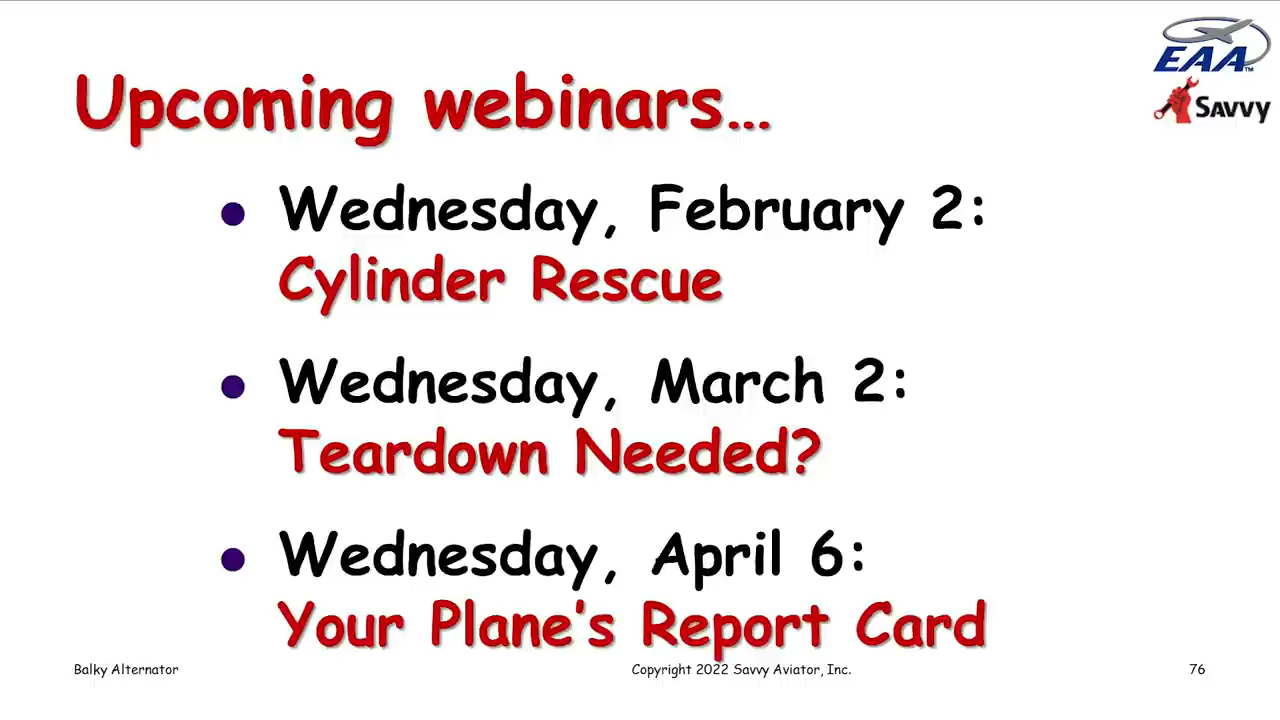 EAA™
Savvy
Upcoming webinars...
● Wednesday, February 2:
Cylinder Rescue
● Wednesday, March 2:
Teardown Needed?
● Wednesday, April 6:
Your Plane's Report Card
Balky Alternator
Copyright 2022 Savvy Aviator, Inc.
76